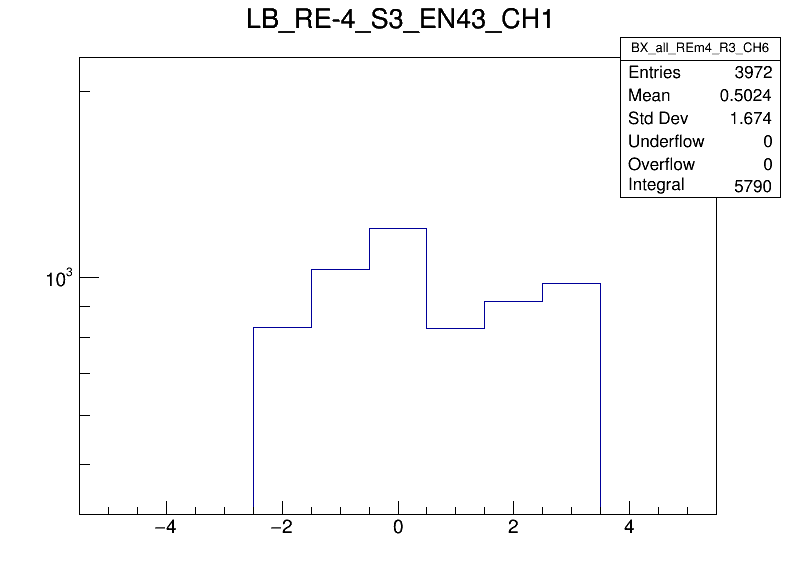 LB_RE-4_S3_EN43_CH1
BX_all_REm4_R3_CH6
Entries 3972
Mean 0.5024
Std Dev 1.674
Underflow 0
Overflow 0
Integral 5790
10³
−4 −2 0 2 4